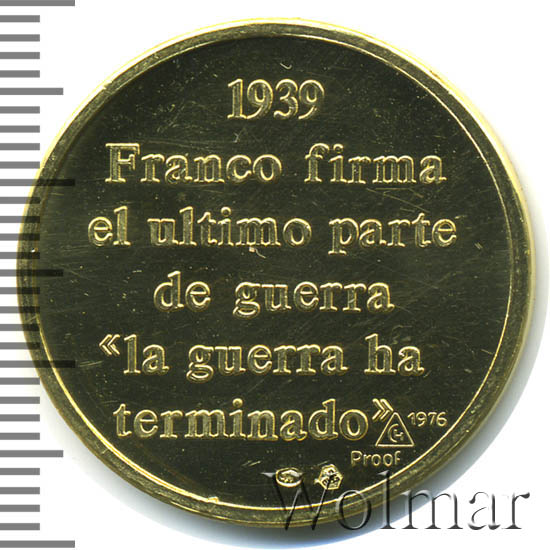 1939
Franco firma
el ultimo parte
de guerra
«la guerra ha
terminado»
1976
Proof
Wolmar